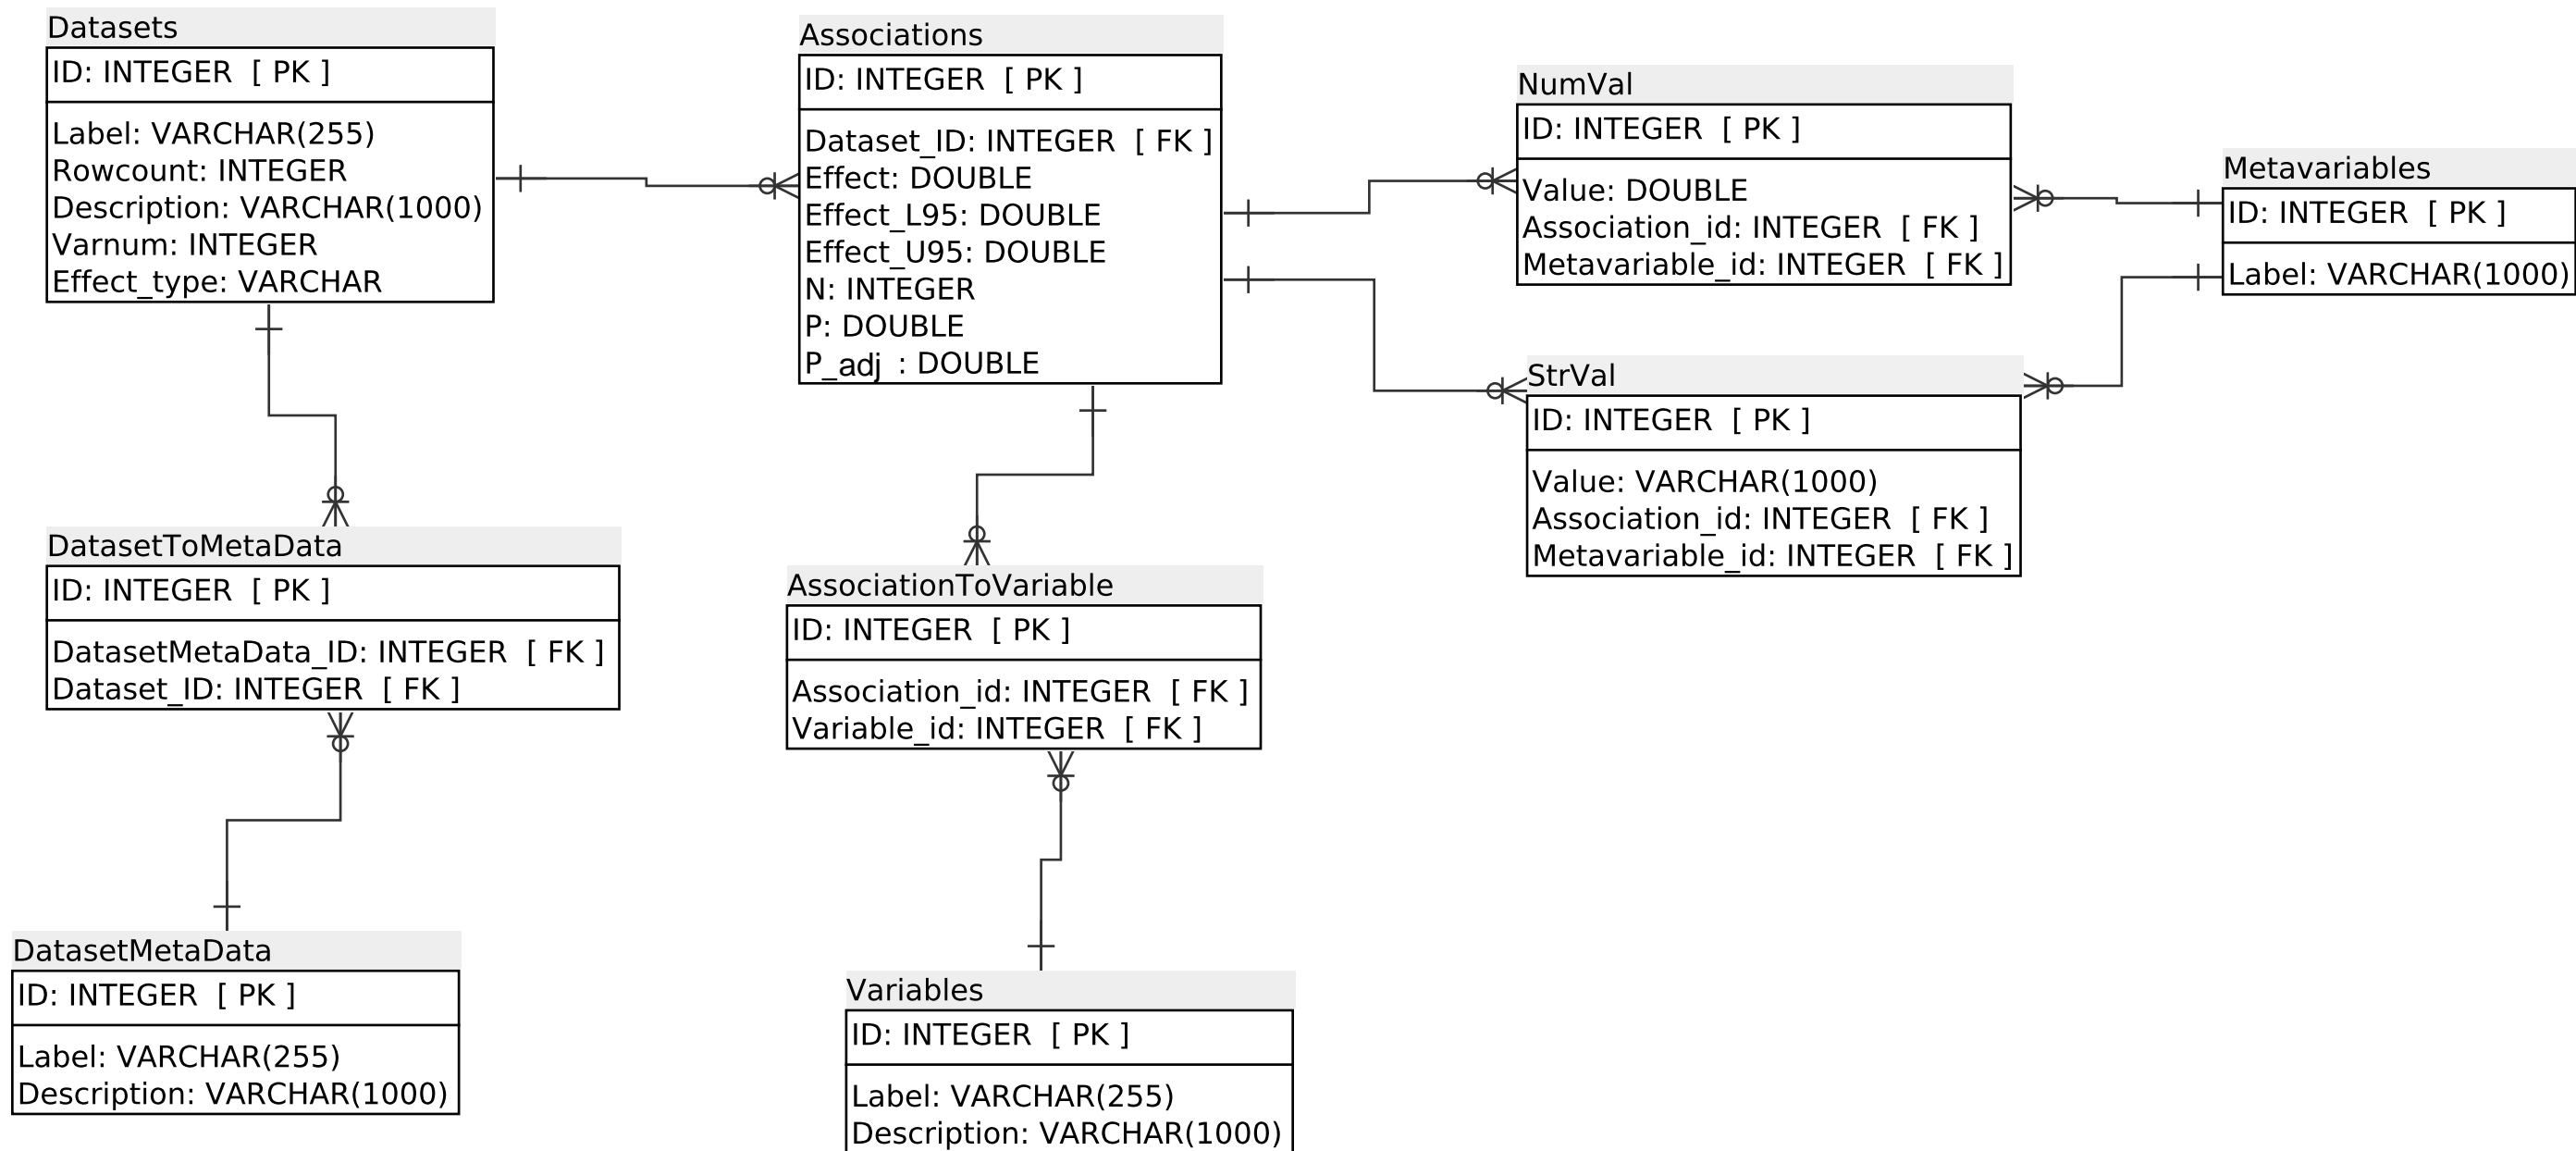 Datasets
ID: INTEGER [ PK ]
Label: VARCHAR(255)
Rowcount: INTEGER
Description: VARCHAR(1000)
Varnum: INTEGER
Effect_type: VARCHAR
Associations
ID: INTEGER [ PK ]
Dataset_ID: INTEGER [ FK ]
Effect: DOUBLE
Effect_L95: DOUBLE
Effect_U95: DOUBLE
N: INTEGER
P: DOUBLE
P_adj : DOUBLE
NumVal
ID: INTEGER [ PK ]
Value: DOUBLE
Association_id: INTEGER [ FK ]
Metavariable_id: INTEGER [ FK ]
Metavariables
ID: INTEGER [ PK ]
Label: VARCHAR(1000)
StrVal
ID: INTEGER [ PK ]
Value: VARCHAR(1000)
Association_id: INTEGER [ FK ]
Metavariable_id: INTEGER [ FK ]
DatasetToMetaData
ID: INTEGER [ PK ]
DatasetMetaData_ID: INTEGER [ FK ]
Dataset_ID: INTEGER [ FK ]
AssociationToVariable
ID: INTEGER [ PK ]
Association_id: INTEGER [ FK ]
Variable_id: INTEGER [ FK ]
DatasetMetaData
ID: INTEGER [ PK ]
Label: VARCHAR(255)
Description: VARCHAR(1000)
Variables
ID: INTEGER [ PK ]
Label: VARCHAR(255)
Description: VARCHAR(1000)